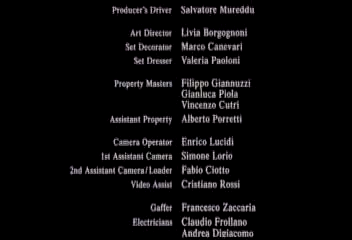 Producer's Driver Salvatore Mureddu
Art Director Livia Borgognoni
Set Decorator Marco Canevari
Set Dresser Valeria Paoloni
Property Masters Filippo Giannuzzi
Gianluca Piola
Vincenzo Cutri
Assistant Property Alberto Porretti
Camera Operator Enrico Lucidi
1st Assistant Camera Simone Lorio
2nd Assistant Camera/Loader Fabio Ciotto
Video Assist Cristiano Rossi
Gaffer Francesco Zaccaria
Electricians Claudio Frollano
Andrea Digiacomo